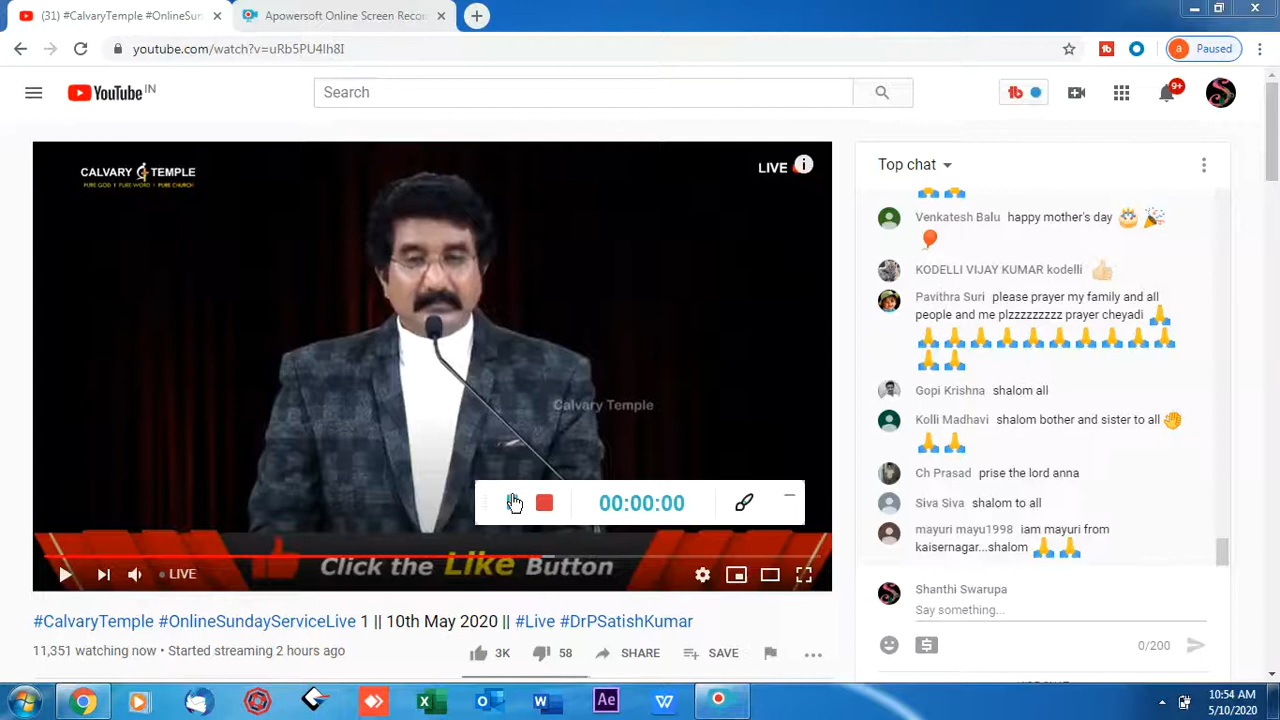 (31) #CalvaryTemple #OnlineSun
Apowersoft Online Screen Recor
youtube.com/watch?v=uRb5PU4lh8I
Paused
YouTube IN
Search
9+
CALVARY TEMPLE
PURE GOD I PURE WORD I PURE CHURCH
LIVE
Calvary Temple
00:00:00
Click the Like Button
LIVE
#CalvaryTemple #OnlineSundayServiceLive 1 || 10th May 2020 || #Live #DrPSatishKumar
11,351 watching now • Started streaming 2 hours ago
3K
58
SHARE
SAVE
Top chat
Venkatesh Balu happy mother's day
KODELLI VIJAY KUMAR kodelli
Pavithra Suri please prayer my family and all
people and me plzzzzzzzzz prayer cheyadi
Gopi Krishna shalom all
Kolli Madhavi shalom bother and sister to all
Ch Prasad prise the lord anna
Siva Siva shalom to all
mayuri mayu1998 iam mayuri from
kaisernagar...shalom
Shanthi Swarupa
Say something...
0/200
Ae
10:54 AM
5/10/2020